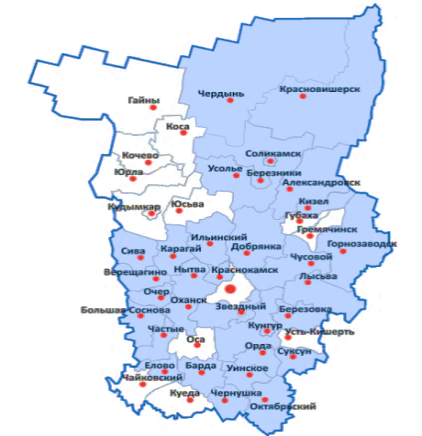 Красновишерск
Чердынь
Гайны
Коса
Кочево
Соликамск
Юрла
Усолье
Березники
Александровск
Кудымкар
Юсьва
Кизел
Губаха
Гремячинск
Ильинский
Добрянка
Горнозаводск
Сива
Карагай
Чусовой
Верещагино
Нытва
Краснокамск
Лысьва
Очер
Оханск
Звездный
Большая Соснова
Березовка
Частые
Кунгур
Усть-Кишерть
Оса
Орда
Суксун
Елово
Барда
Уинское
Чайковский
Куеда
Чернушка
Октябрьский